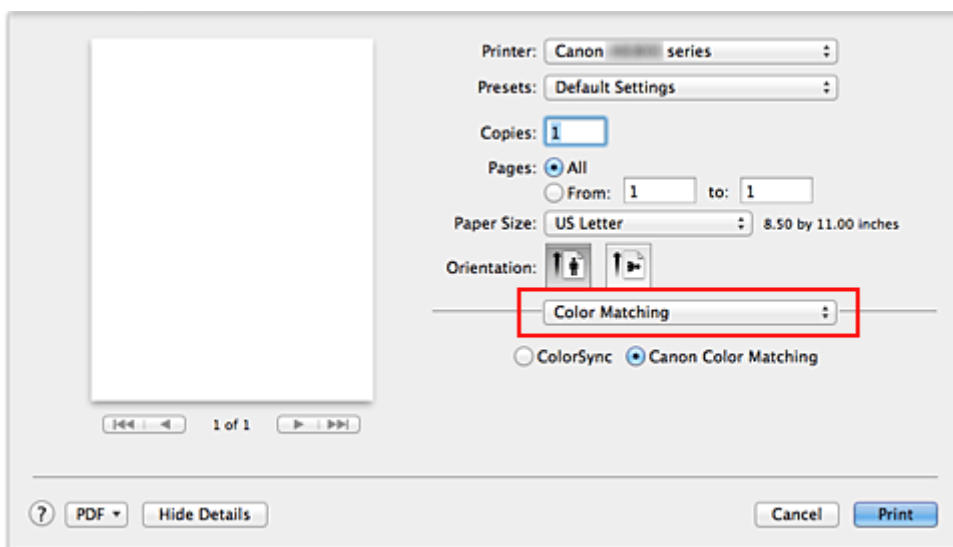 Printer: Canon series
Presets: Default Settings
Copies: 1
Pages: All
From: 1 to: 1
Paper Size: US Letter 8.50 by 11.00 inches
Orientation:
Color Matching
ColorSync Canon Color Matching
1 of 1
? PDF Hide Details Cancel Print